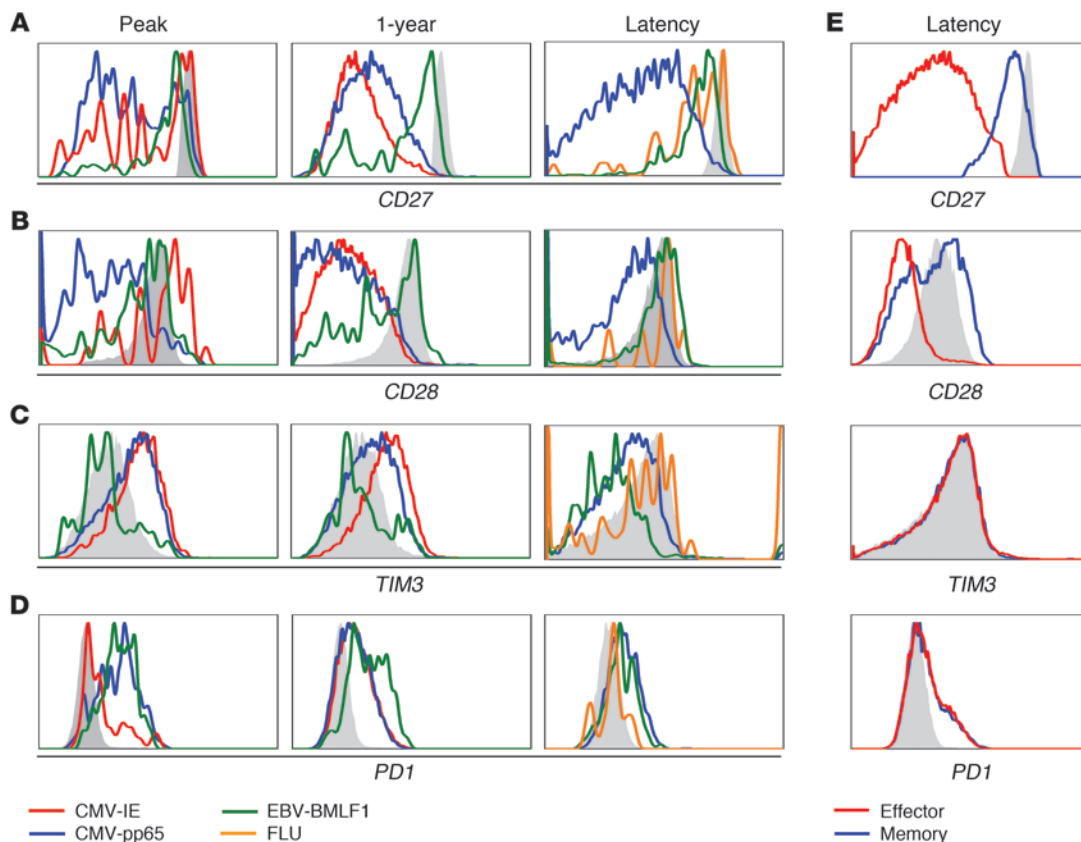 A Peak 1-year Latency E Latency
CD27 CD27
B
CD28 CD28
C
TIM3 TIM3
D
PD1 PD1
CMV-IE EBV-BMLF1 Effector
CMV-pp65 FLU Memory